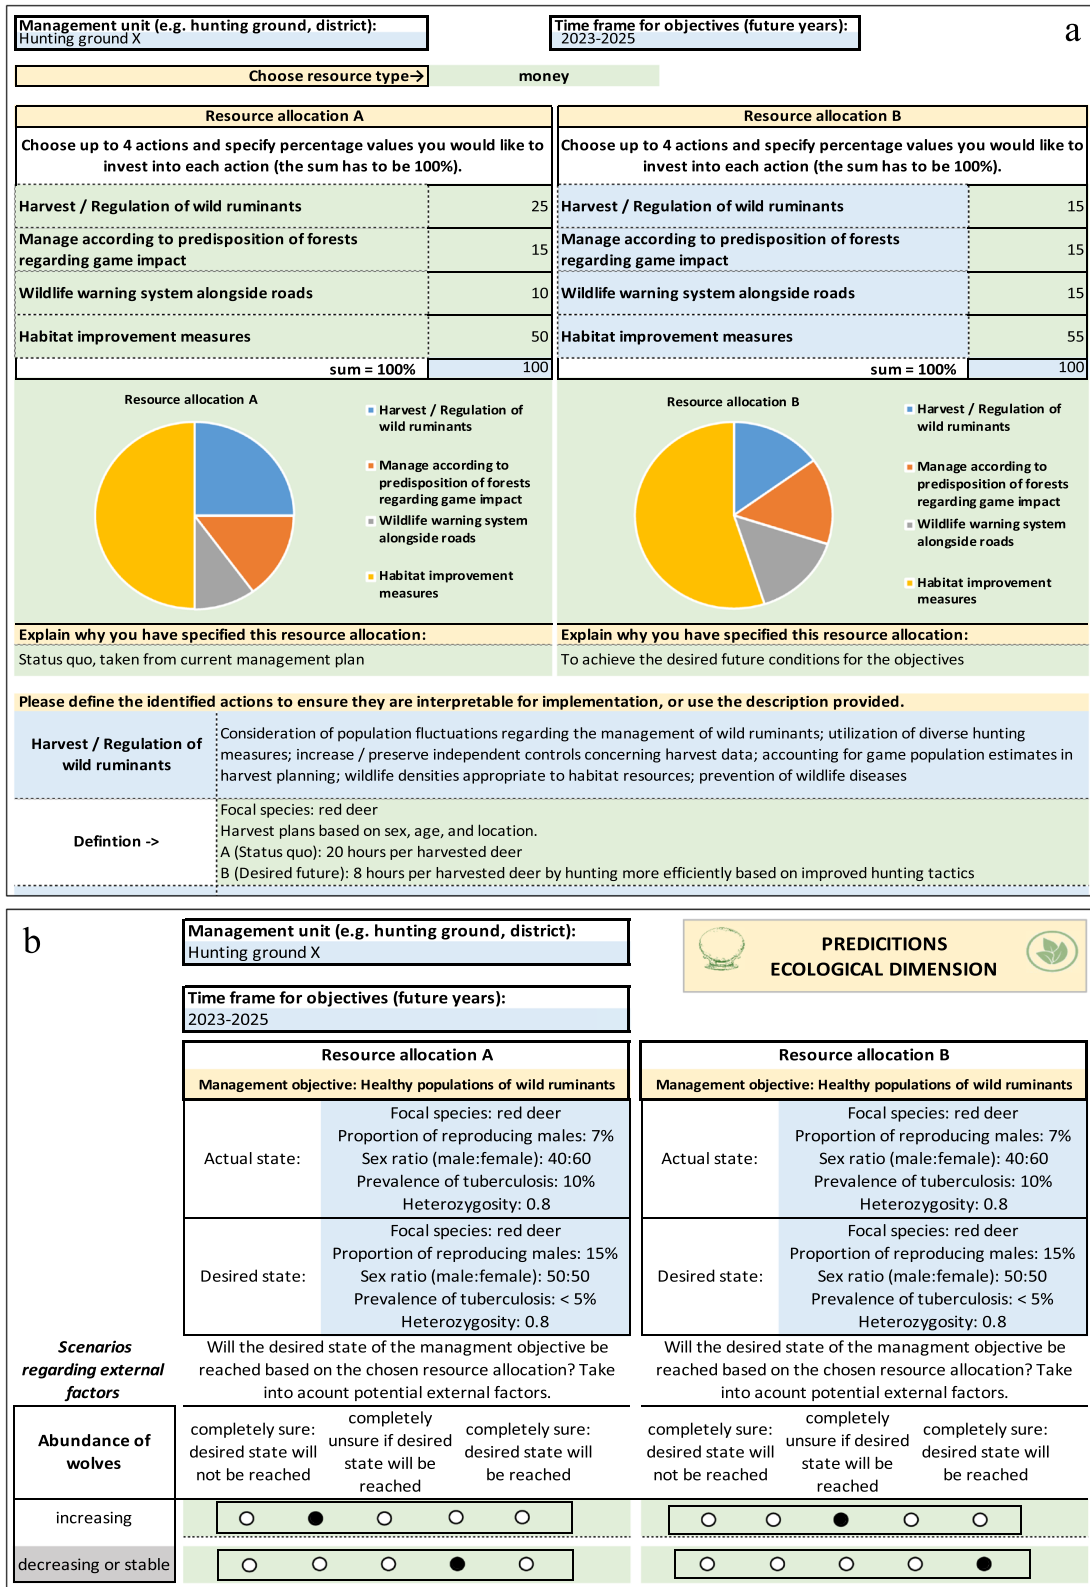 a
Management unit (e.g. hunting ground, district):
Hunting ground X
Time frame for objectives (future years):
2023-2025
Choose resource type→
money
Resource allocation A
Choose up to 4 actions and specify percentage values you would like to
invest into each action (the sum has to be 100%).
Harvest / Regulation of wild ruminants
25
Manage according to predisposition of forests
regarding game impact
15
Wildlife warning system alongside roads
10
Habitat improvement measures
50
sum = 100%
100
Resource allocation B
Choose up to 4 actions and specify percentage values you would like to
invest into each action (the sum has to be 100%).
Harvest / Regulation of wild ruminants
15
Manage according to predisposition of forests
regarding game impact
15
Wildlife warning system alongside roads
15
Habitat improvement measures
55
sum = 100%
100
Resource allocation A
Harvest / Regulation of
wild ruminants
Manage according to
predisposition of forests
regarding game impact
Wildlife warning system
alongside roads
Habitat improvement
measures
Resource allocation B
Harvest / Regulation of
wild ruminants
Manage according to
predisposition of forests
regarding game impact
Wildlife warning system
alongside roads
Habitat improvement
measures
Explain why you have specified this resource allocation:
Status quo, taken from current management plan
Explain why you have specified this resource allocation:
To achieve the desired future conditions for the objectives
Please define the identified actions to ensure they are interpretable for implementation, or use the description provided.
Harvest / Regulation of
wild ruminants
Consideration of population fluctuations regarding the management of wild ruminants; utilization of diverse hunting
measures; increase / preserve independent controls concerning harvest data; accounting for game population estimates in
harvest planning; wildlife densities appropriate to habitat resources; prevention of wildlife diseases
Defintion ->
Focal species: red deer
Harvest plans based on sex, age, and location.
A (Status quo): 20 hours per harvested deer
B (Desired future): 8 hours per harvested deer by hunting more efficiently based on improved hunting tactics
b
Management unit (e.g. hunting ground, district):
Hunting ground X
PREDICITIONS
ECOLOGICAL DIMENSION
Time frame for objectives (future years):
2023-2025
Resource allocation A
Management objective: Healthy populations of wild ruminants
Actual state:
Focal species: red deer
Proportion of reproducing males: 7%
Sex ratio (male:female): 40:60
Prevalence of tuberculosis: 10%
Heterozygosity: 0.8
Desired state:
Focal species: red deer
Proportion of reproducing males: 15%
Sex ratio (male:female): 50:50
Prevalence of tuberculosis: < 5%
Heterozygosity: 0.8
Resource allocation B
Management objective: Healthy populations of wild ruminants
Actual state:
Focal species: red deer
Proportion of reproducing males: 7%
Sex ratio (male:female): 40:60
Prevalence of tuberculosis: 10%
Heterozygosity: 0.8
Desired state:
Focal species: red deer
Proportion of reproducing males: 15%
Sex ratio (male:female): 50:50
Prevalence of tuberculosis: < 5%
Heterozygosity: 0.8
Scenarios
regarding external
factors
Will the desired state of the managment objective be
reached based on the chosen resource allocation? Take
into acount potential external factors.
Will the desired state of the managment objective be
reached based on the chosen resource allocation? Take
into acount potential external factors.
Abundance of
wolves
completely sure:
desired state will
not be reached
completely
unsure if desired
state will be
reached
completely sure:
desired state will
be reached
completely sure:
desired state will
not be reached
completely
unsure if desired
state will be
reached
completely sure:
desired state will
be reached
increasing
decreasing or stable